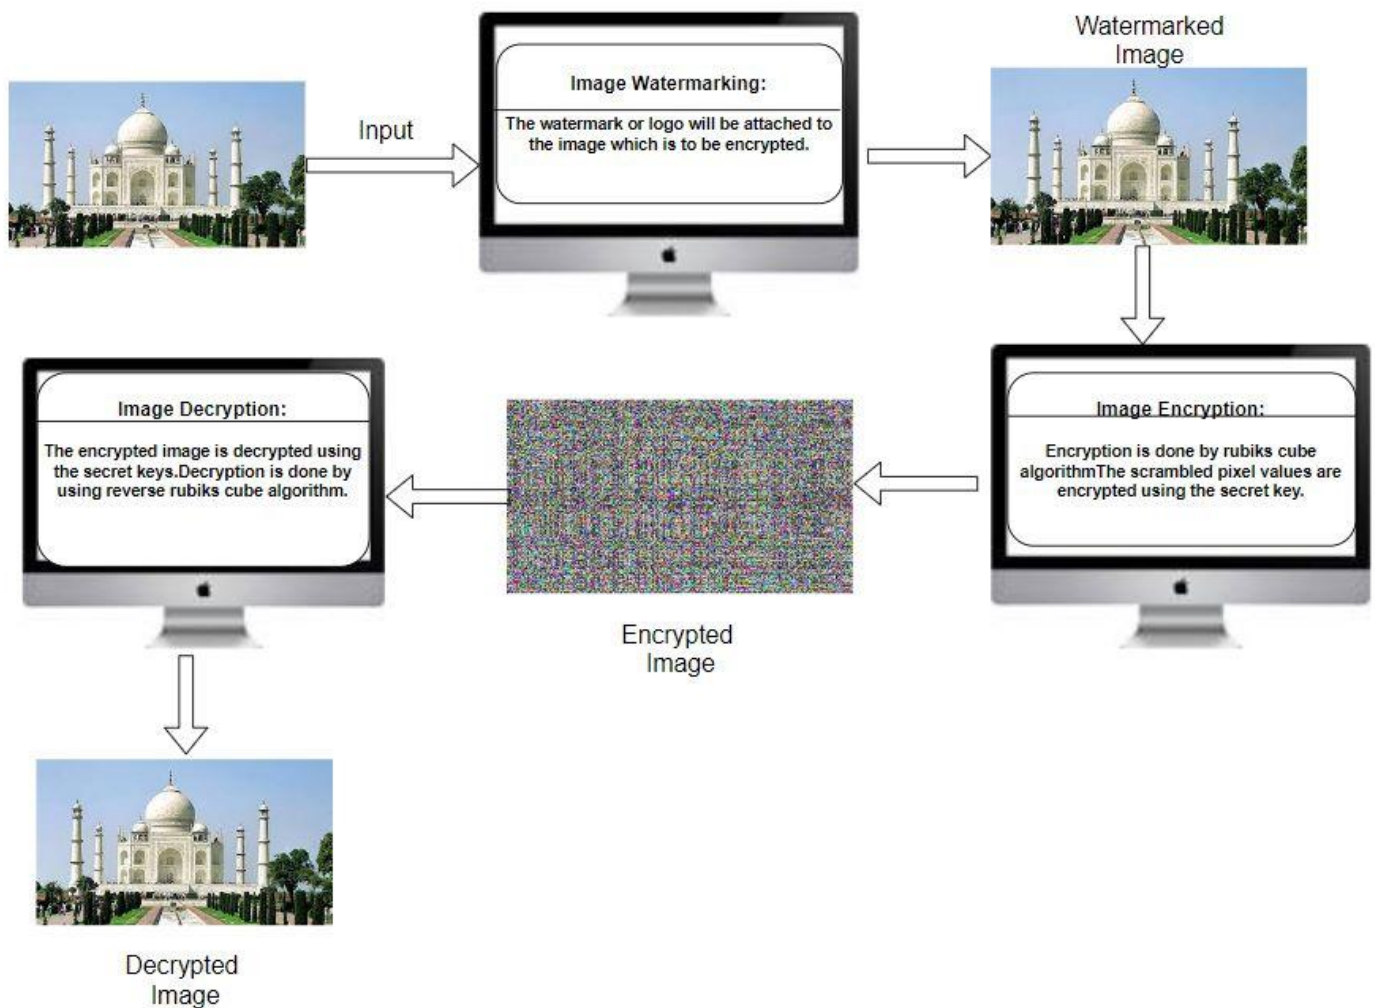 Input
Image Watermarking:
The watermark or logo will be attached to
the image which is to be encrypted.
Watermarked
Image
Image Encryption:
Encryption is done by rubiks cube
algorithmThe scrambled pixel values are
encrypted using the secret key.
Encrypted
Image
Image Decryption:
The encrypted image is decrypted using
the secret keys.Decryption is done by
using reverse rubiks cube algorithm.
Decrypted
Image